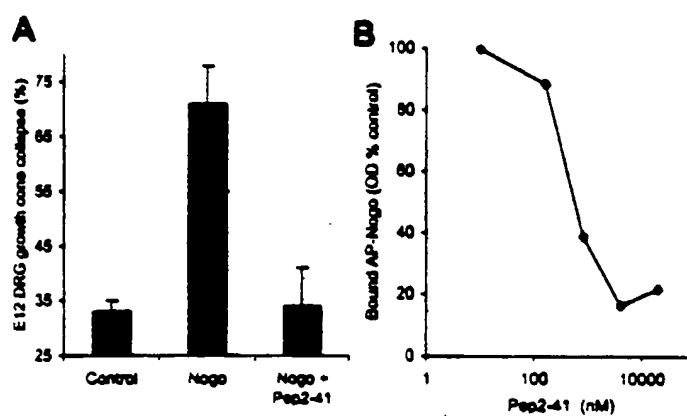 A
E12 DRG growth cone collapse (%)
75
65
55
45
35
25
Control
Nogo
Nogo +
Pep2-41
B
Bound AP-Nogo (OD % control)
100
80
60
40
20
0
1
100
10000
Pep2-41 (nM)